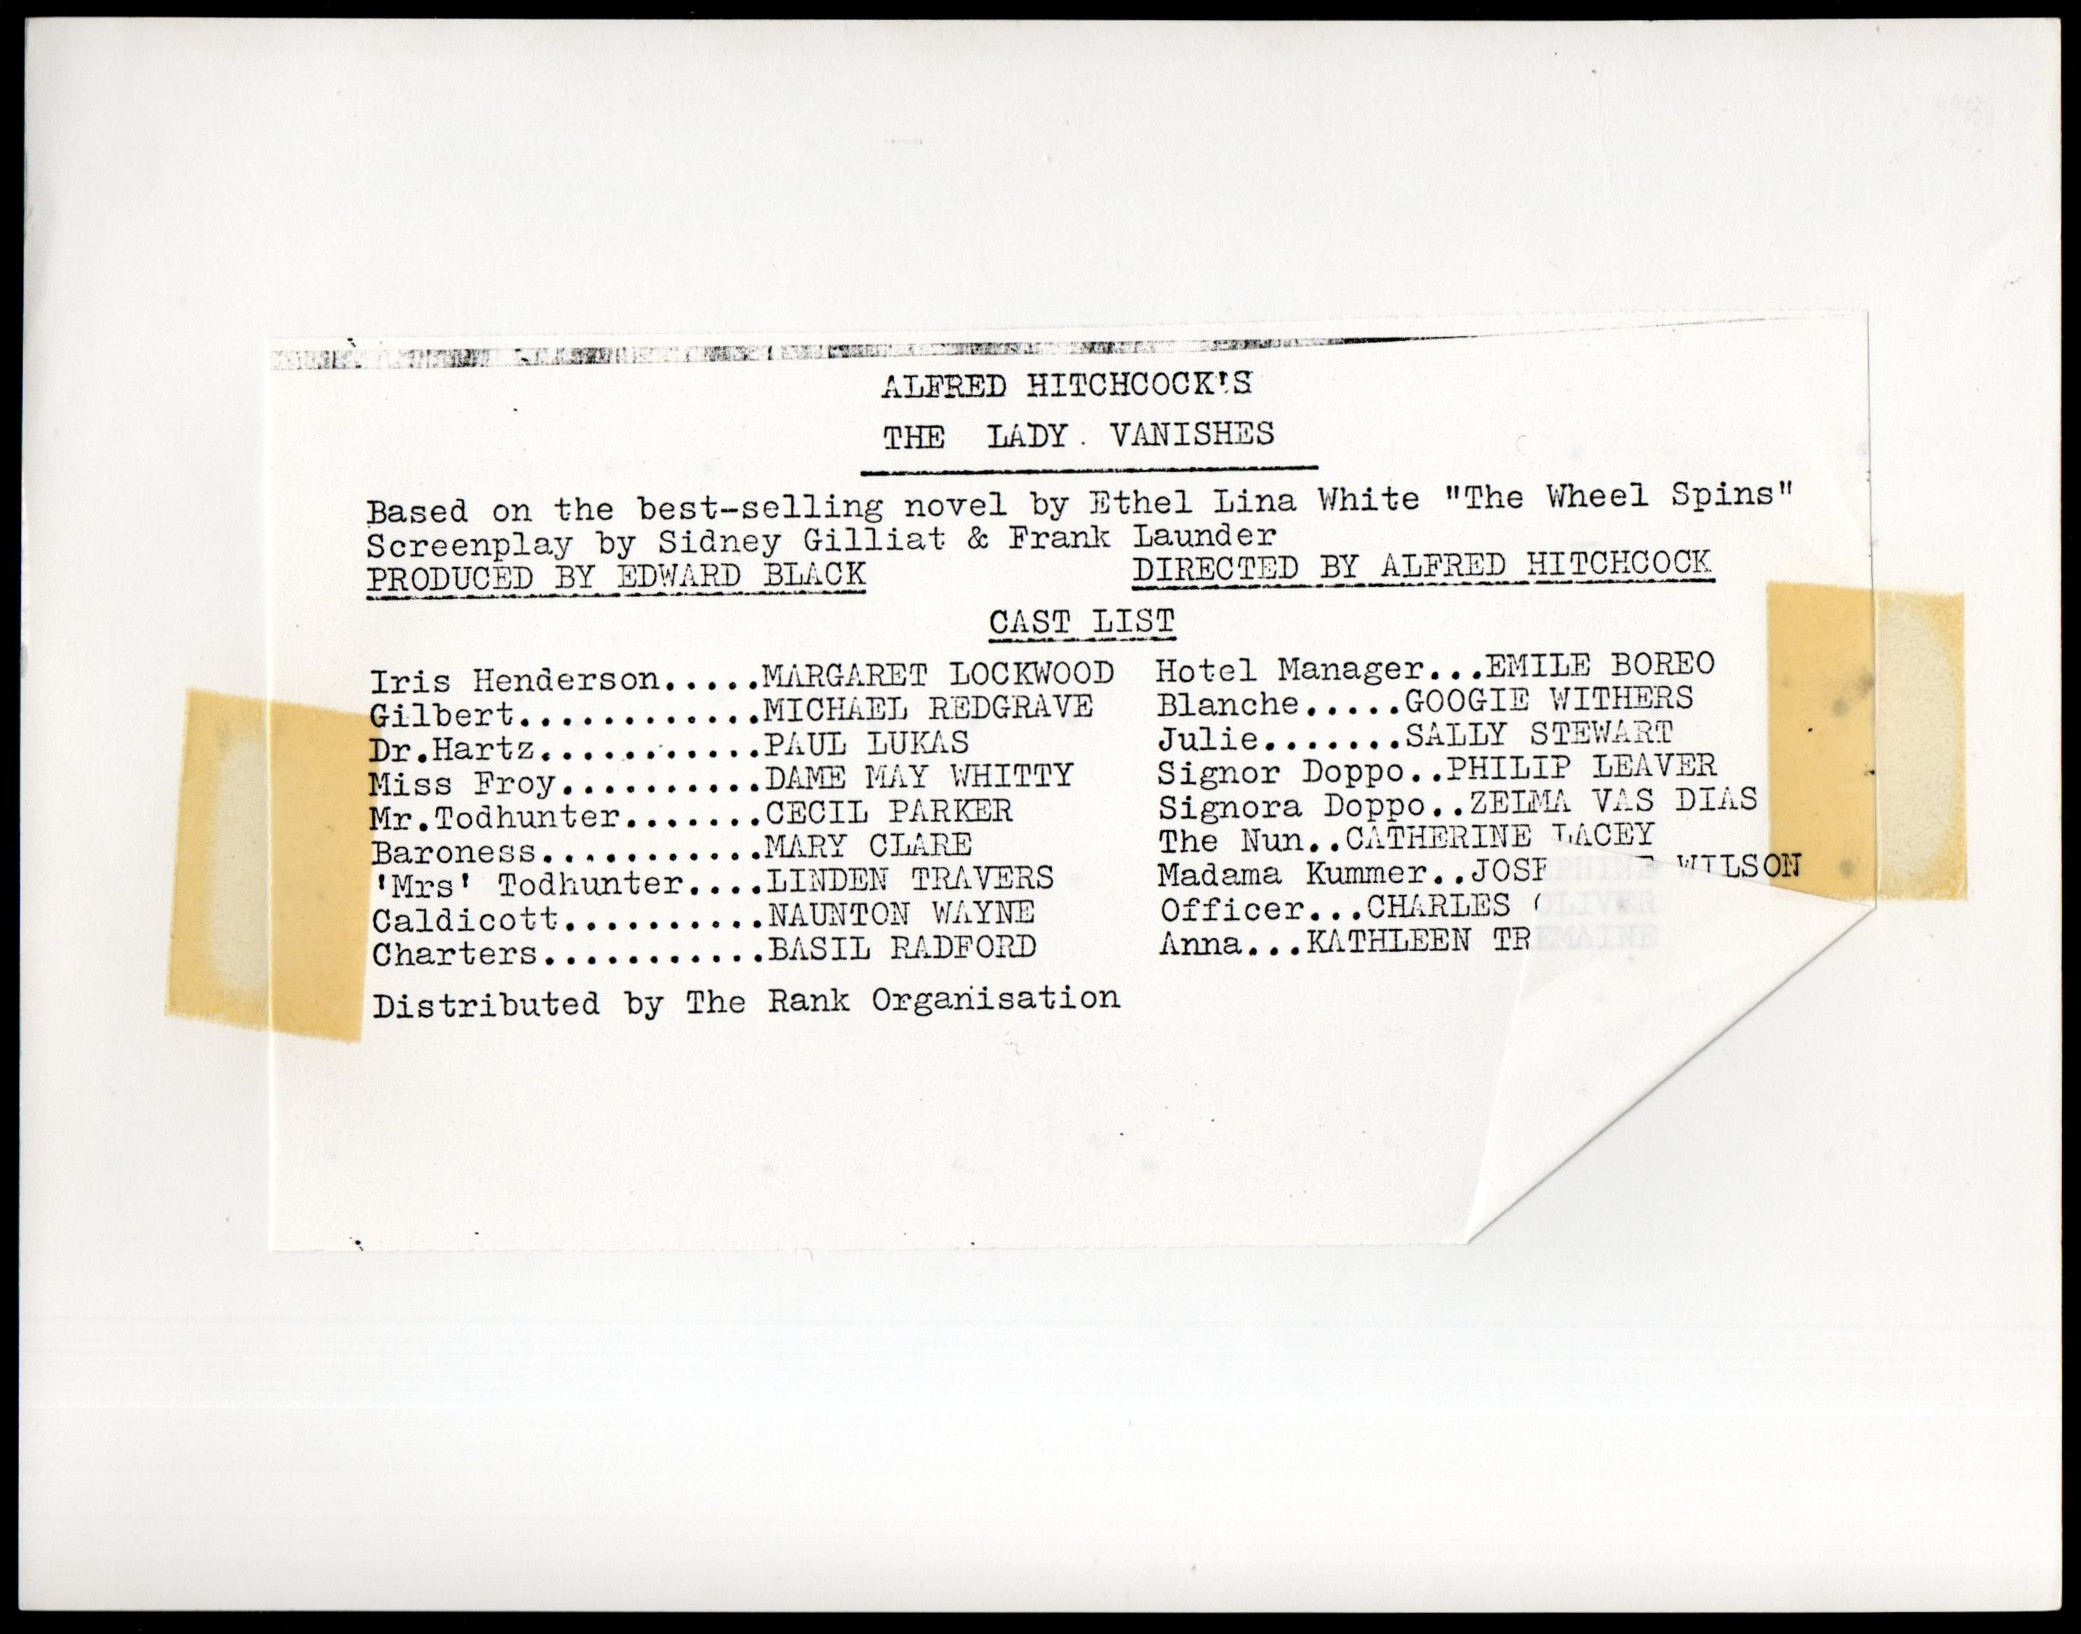 ALFRED HITCHCOCK'S
THE LADY. VANISHES
Based on the best-selling novel by Ethel Lina White "The Wheel Spins"
Screenplay by Sidney Gilliat & Frank Launder
PRODUCED BY EDWARD BLACK DIRECTED BY ALFRED HITCHCOCK
CAST LIST
Iris Henderson.....MARGARET LOCKWOOD
Gilbert............MICHAEL REDGRAVE
Dr.Hartz...........PAUL LUKAS
Miss Froy..........DAME MAY WHITTY
Mr.Todhunter.......CECIL PARKER
Baroness...........MARY CLARE
'Mrs' Todhunter....LINDEN TRAVERS
Caldicott..........NAUNTON WAYNE
Charters...........BASIL RADFORD
Hotel Manager...EMILE BOREO
Blanche.....GOOGIE WITHERS
Julie.......SALLY STEWART
Signor Doppo..PHILIP LEAVER
Signora Doppo..ZELMA VAS DIAS
The Nun..CATHERINE LACEY
Madama Kummer..JOSEPHINE WILSON
Officer...CHARLES OLIVER
Anna...KATHLEEN TREMAINE
Distributed by The Rank Organisation